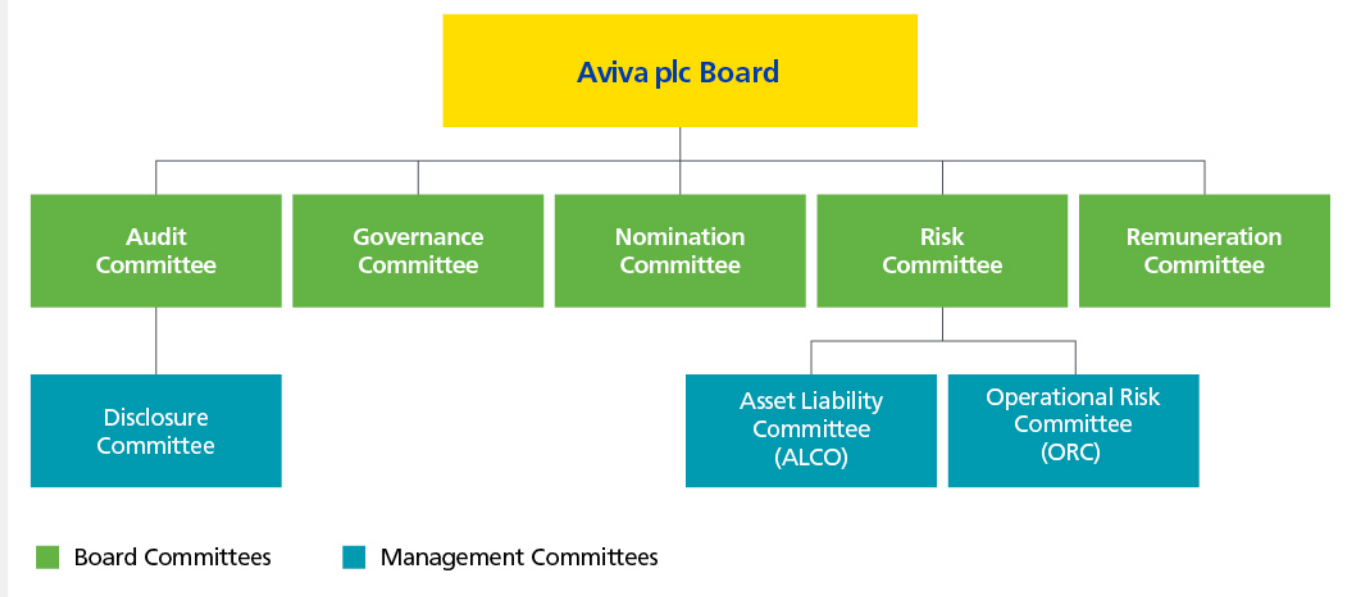 Aviva plc Board
Audit
Committee
Governance
Committee
Nomination
Committee
Risk
Committee
Remuneration
Committee
Disclosure
Committee
Asset Liability
Committee
(ALCO)
Operational Risk
Committee
(ORC)
Board Committees
Management Committees